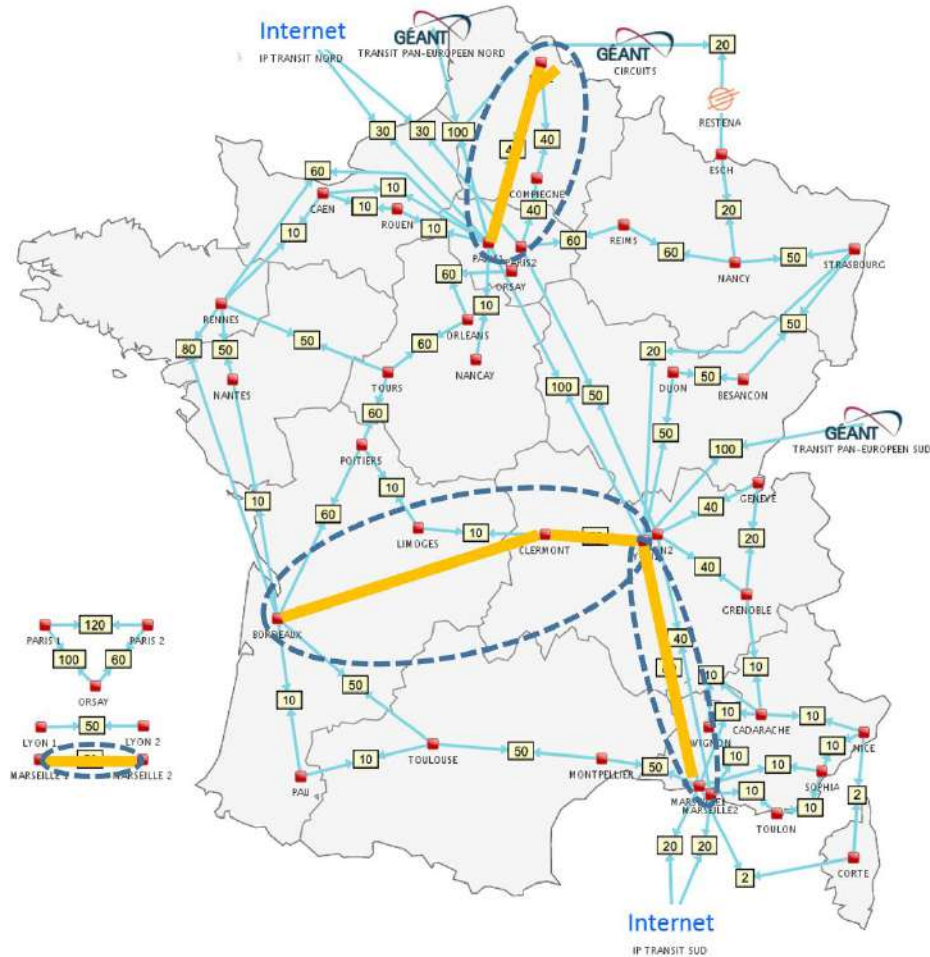 Internet
IP TRANSIT NORD
GÉANT
TRANSIT PAN-EUROPEEN NORD
GÉANT
CIRCUITS
20
RESTENA
30
30
100
40
ESCH
60
COMPIEGNE
10
CAEN
10
ROUEN
40
20
10
10
REIMS
60
60
50
PARIS2
STRASBOURG
NANCY
60
ORSAY
10
RENNES
ORLEANS
50
80
50
50
60
20
NANCAY
DIJON
50
BESANCON
NANTES
TOURS
100
50
60
50
GÉANT
TRANSIT PAN-EUROPEEN SUD
100
POITIERS
GENEVE
10
40
10
60
20
LIMOGES
10
CLERMONT
40
GRENOBLE
PARIS 1
120
PARIS 2
BORDEAUX
100
60
40
10
10
ORSAY
50
10
10
10
CADARACHE
LYON 1
50
LYON 2
NICE
10
10
10
TOULOUSE
50
MARSEILLE
MARSEILLE 2
10
MONTPELLIER
50
SOPHIA
PAU
MARSEILLE2
10
10
2
TOULON
20
20
CORTE
2
Internet
IP TRANSIT SUD